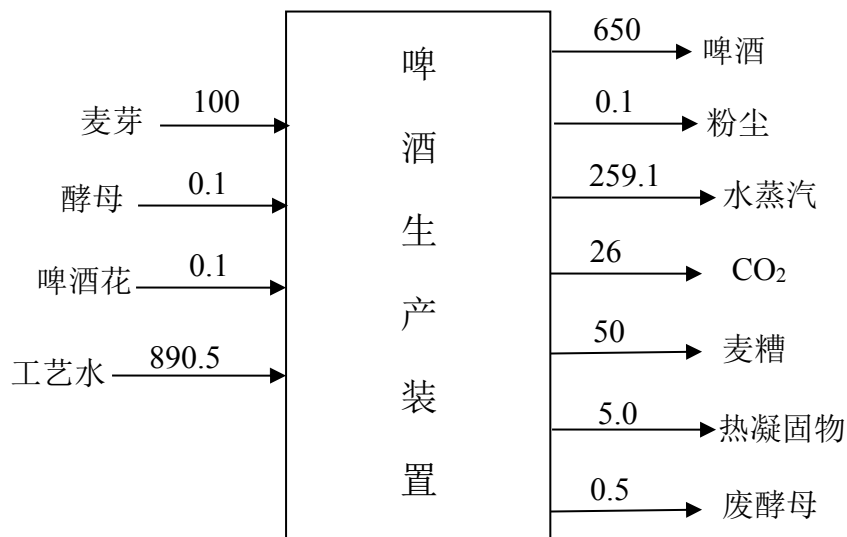 麦芽 100
酵母 0.1
啤酒花 0.1
工艺水 890.5
啤酒生产装置
650 啤酒
0.1 粉尘
259.1 水蒸汽
26 CO₂
50 麦糟
5.0 热凝固物
0.5 废酵母